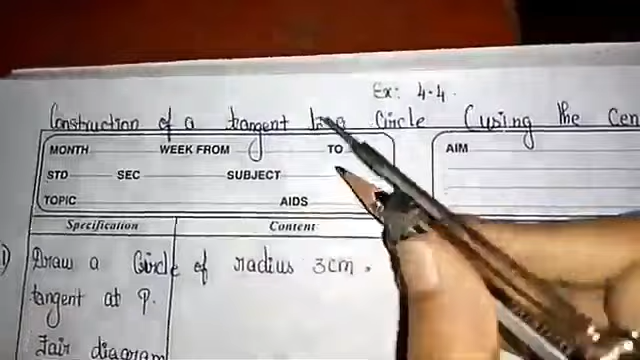 Ex: 4.4.
Construction of a tangent to a Circle (using the Cen
MONTH WEEK FROM TO
AIM
STD SEC SUBJECT
TOPIC AIDS
Specification Content
1) Draw a Circle of radius 3cm.
tangent at P.
Fair diagram